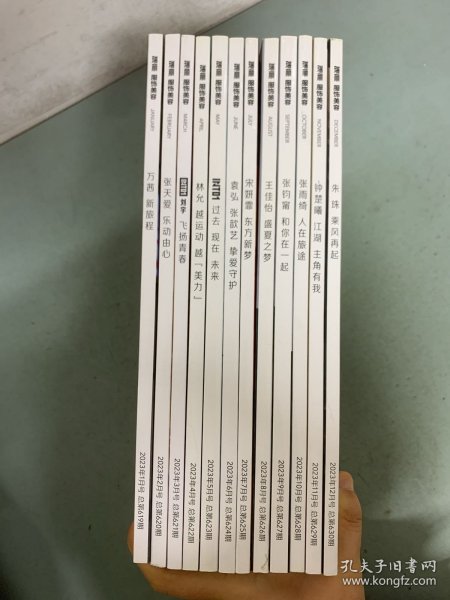 瑞丽 服饰美容 JANUARY 万茜 新旅程 2023年1月号 总第619期
瑞丽 服饰美容 FEBRUARY 张天爱 乐动由心 2023年2月号 总第620期
瑞丽 服饰美容 MARCH 刘宇 飞扬青春 2023年3月号 总第621期
瑞丽 服饰美容 APRIL 林允 越运动 越「美力」 2023年4月号 总第622期
瑞丽 服饰美容 MAY INTO1 过去 现在 未来 2023年5月号 总第623期
瑞丽 服饰美容 JUNE 袁弘 张歆艺 挚爱守护 2023年6月号 总第624期
瑞丽 服饰美容 JULY 宋妍霏 东方新梦 2023年7月号 总第625期
瑞丽 服饰美容 AUGUST 王佳怡 盛夏之梦 2023年8月号 总第626期
瑞丽 服饰美容 SEPTEMBER 张钧甯 和你在一起 2023年9月号 总第627期
瑞丽 服饰美容 OCTOBER 张雨绮 人在旅途 2023年10月号 总第628期
瑞丽 服饰美容 NOVEMBER 钟楚曦 江湖 主角有我 2023年11月号 总第629期
瑞丽 服饰美容 DECEMBER 朱珠 乘风再起 2023年12月号 总第630期
孔夫子旧书网
book.kongfz.com